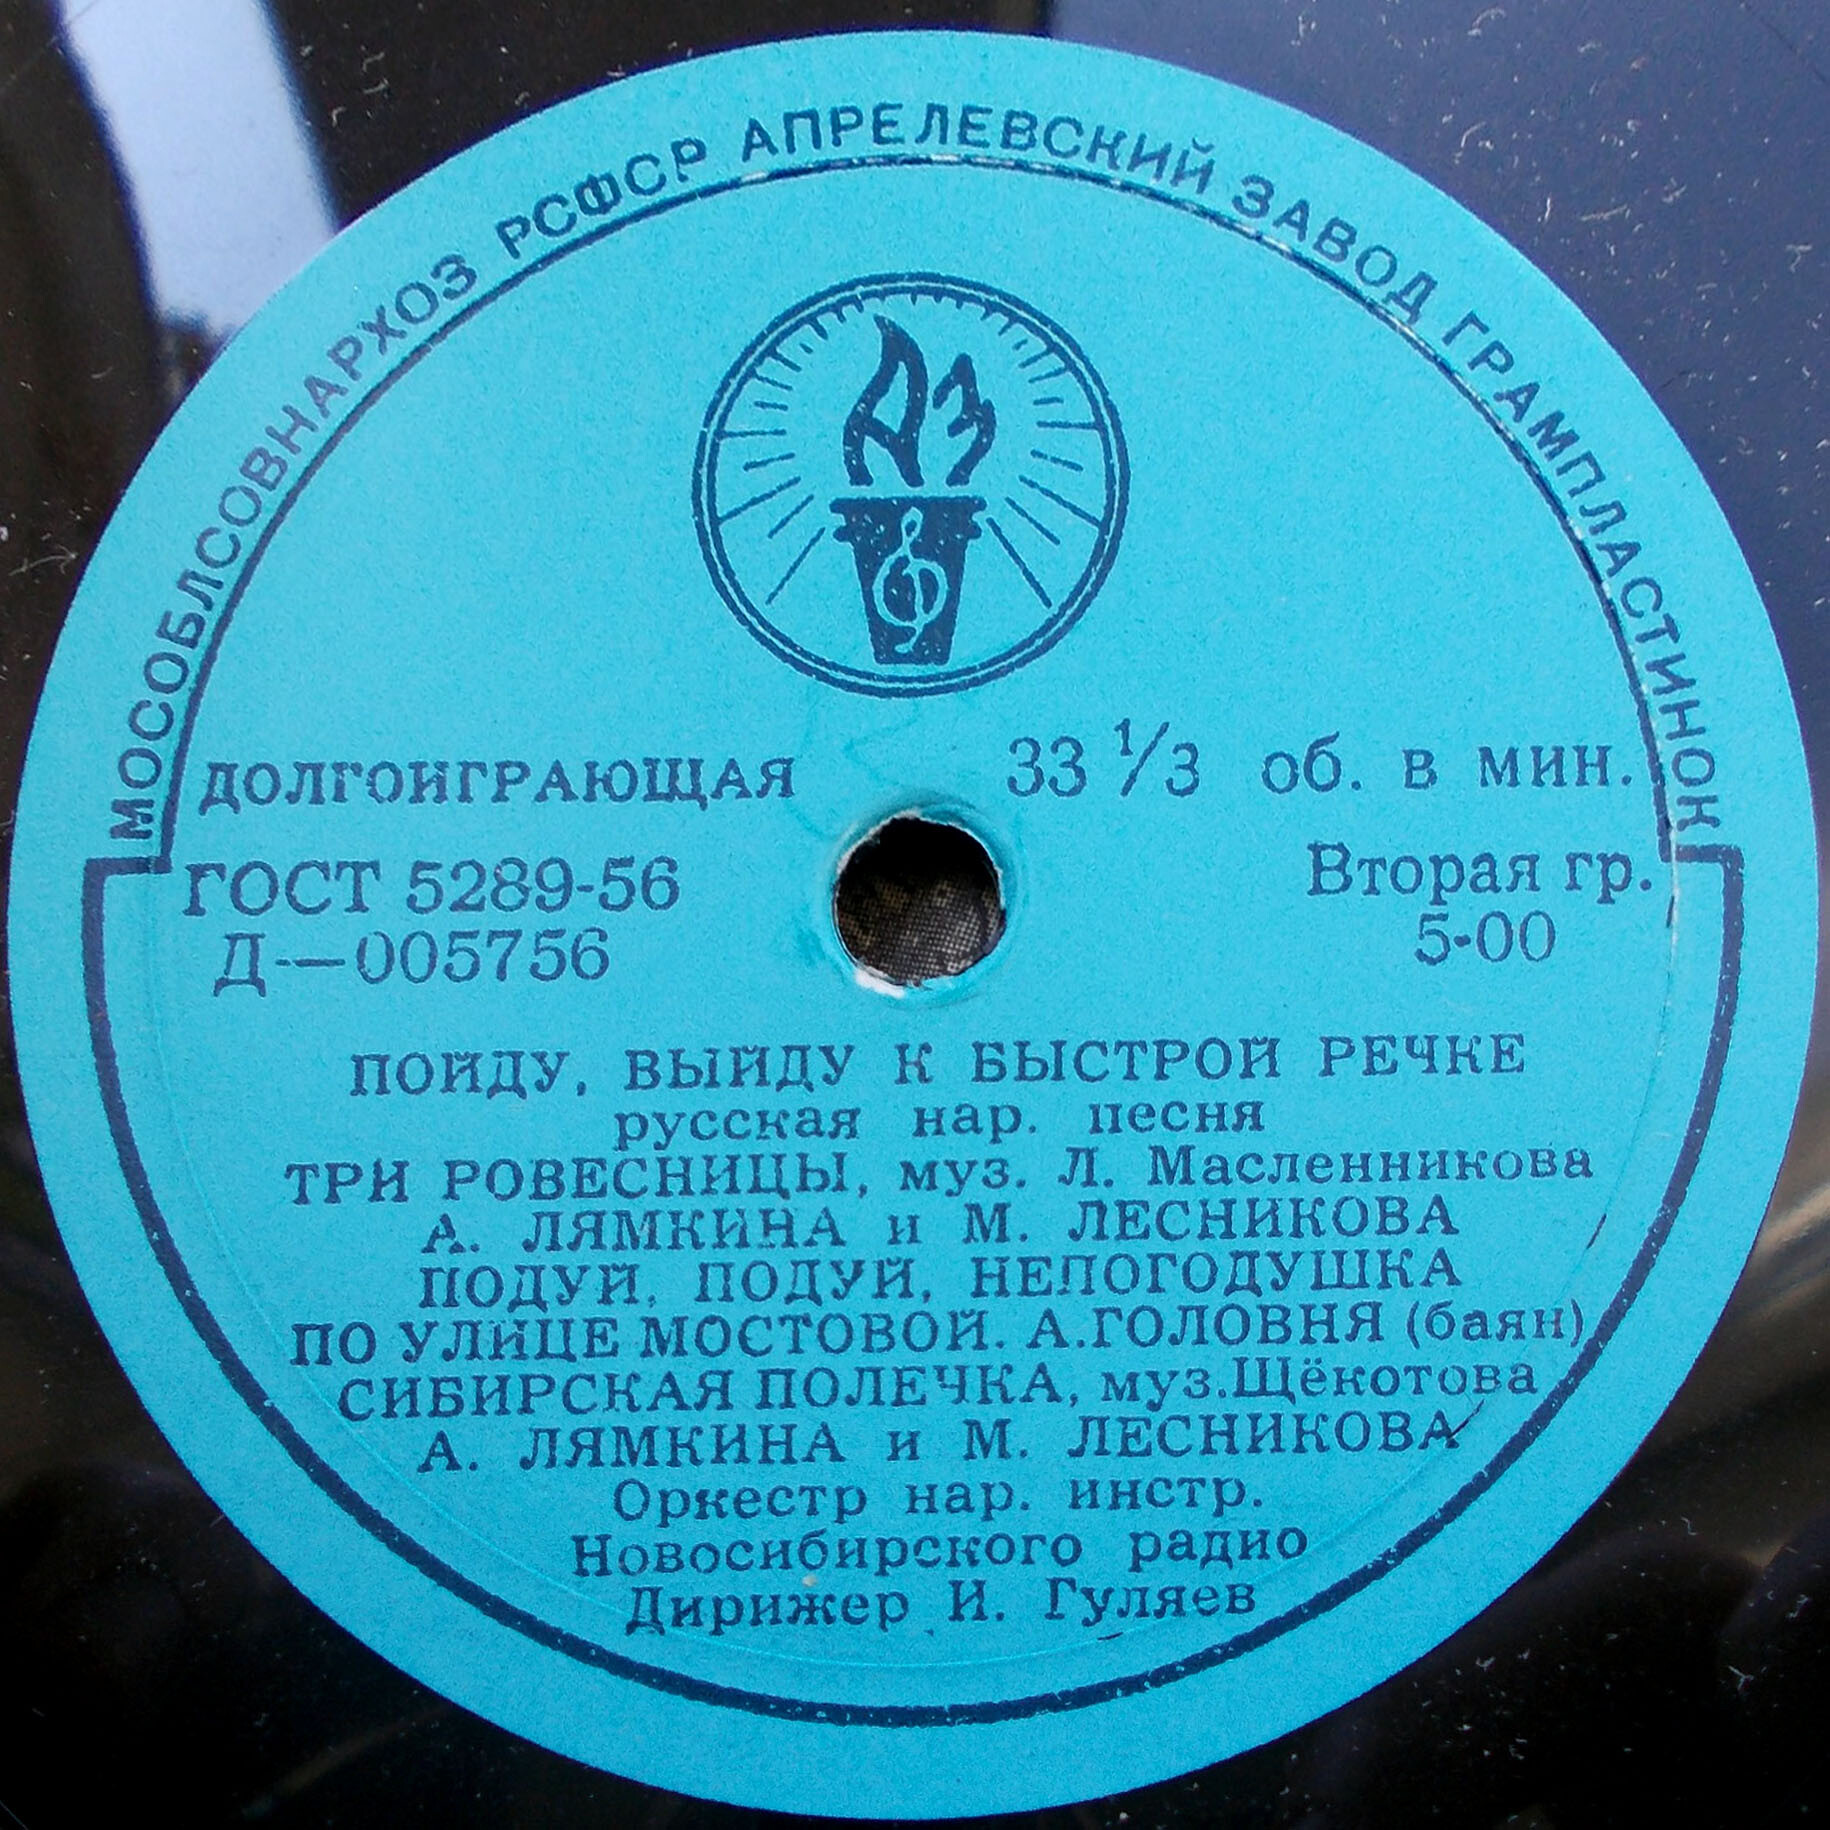 МОСОБЛСОВНАРХОЗ РСФСР АПРЕЛЕВСКИЙ ЗАВОД ГРАМПЛАСТИНОК
АЗ
ДОЛГОИГРАЮЩАЯ 33 1/3 об. в мин.
ГОСТ 5289-56 Вторая гр.
Д—005756 5-00
ПОЙДУ, ВЫЙДУ К БЫСТРОЙ РЕЧКЕ
русская нар. песня
ТРИ РОВЕСНИЦЫ, муз. Л. Масленникова
А. ЛЯМКИНА и М. ЛЕСНИКОВА
ПОДУЙ, ПОДУЙ, НЕПОГОДУШКА
ПО УЛИЦЕ МОСТОВОЙ. А.ГОЛОВНЯ (баян)
СИБИРСКАЯ ПОЛЕЧКА, муз.Щёкотова
А. ЛЯМКИНА и М. ЛЕСНИКОВА
Оркестр нар. инстр.
Новосибирского радио
Дирижер И. Гуляев